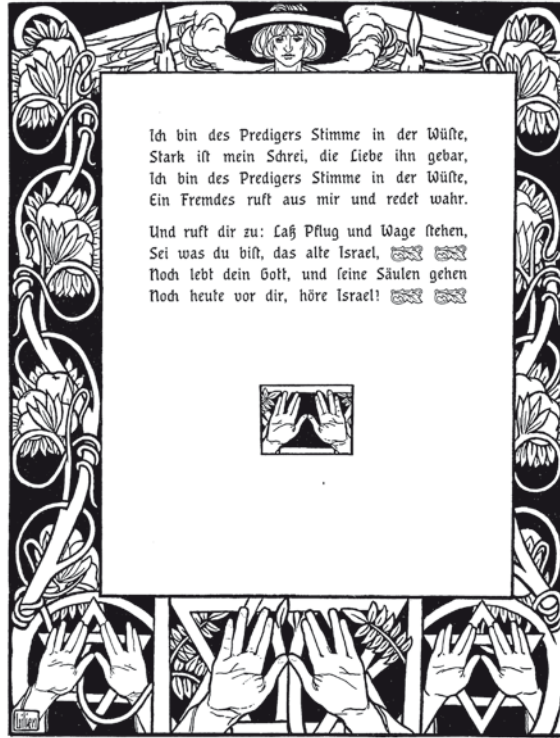 Ich bin des Predigers Stimme in der Wüſte,
Stark iſt mein Schrei, die Liebe ihn gebar,
Ich bin des Predigers Stimme in der Wüſte,
Ein Fremdes ruft aus mir und redet wahr.
Und ruft dir zu: Laß Pflug und Wage ſtehen,
Sei was du biſt, das alte Israel,
Noch lebt dein Gott, und ſeine Säulen gehen
Noch heute vor dir, höre Israel!
lilien